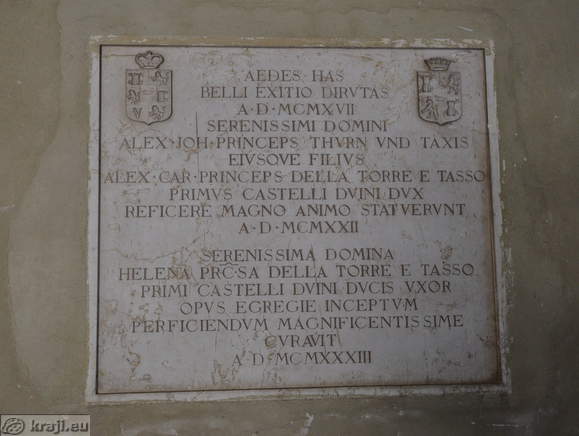 AEDES·HAS
BELLI EXITIO DIRVTAS
A·D·MCMXVII
SERENISSIMI DOMINI
ALEX·JOH·PRINCEPS THVRN VND TAXIS
EIVSQVE FILIVS
ALEX·CAR·PRINCEPS DELLA TORRE E TASSO
PRIMVS CASTELLI DVINI DVX
REFICERE MAGNO ANIMO STATVERVNT
A·D·MCMXXII
SERENISSIMA DOMINA
HELENA PRC̃SA DELLA TORRE E TASSO
PRIMI CASTELLI DVINI DVCIS VXOR
OPVS EGREGIE INCEPTVM
PERFICIENDVM MAGNIFICENTISSIME
CVRAVIT
A·D·MCMXXXIII
kraji.eu